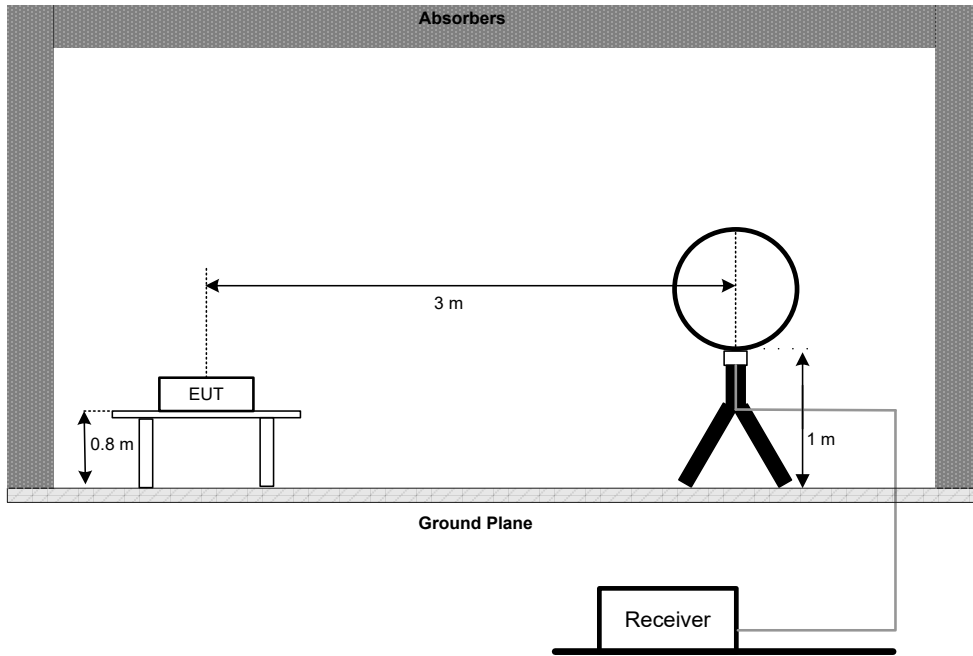 Absorbers
3 m
EUT
0.8 m
1 m
Ground Plane
Receiver